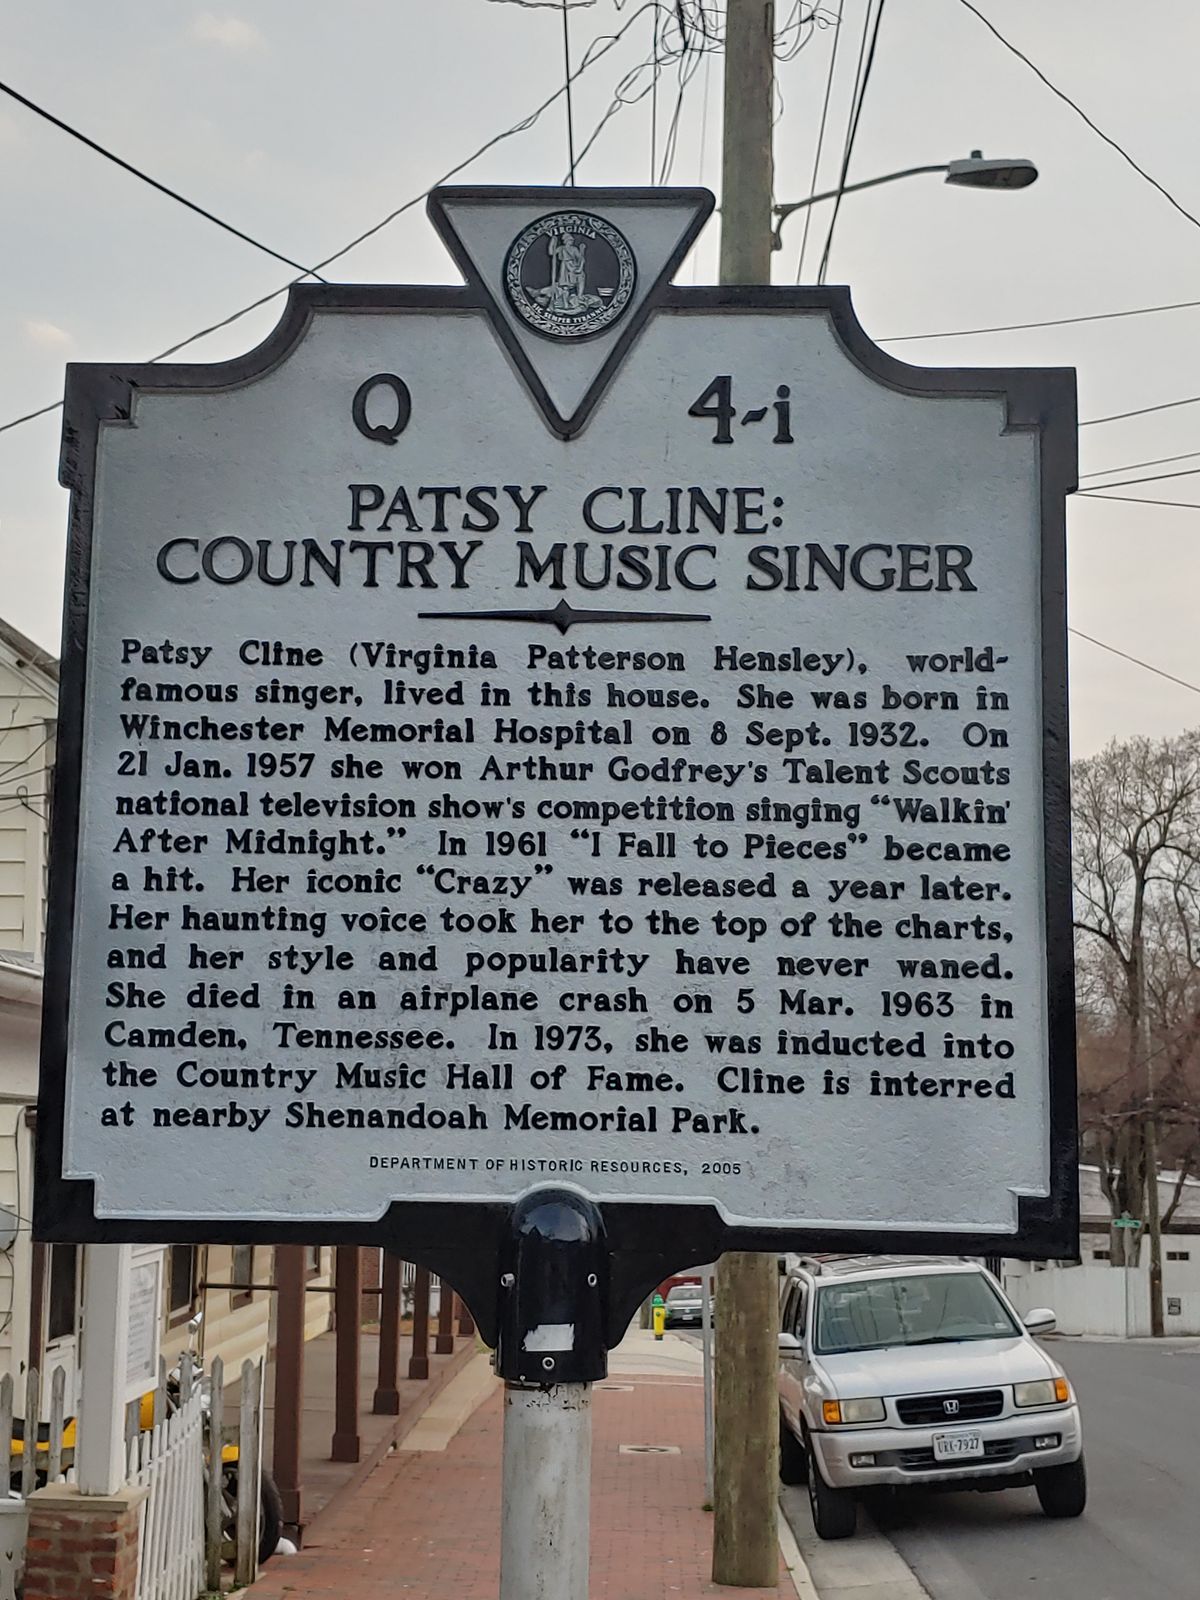 VIRGINIA
SIC SEMPER TYRANNIS
Q 4-i
PATSY CLINE:
COUNTRY MUSIC SINGER
Patsy Cline (Virginia Patterson Hensley), world-
famous singer, lived in this house. She was born in
Winchester Memorial Hospital on 8 Sept. 1932. On
21 Jan. 1957 she won Arthur Godfrey's Talent Scouts
national television show's competition singing “Walkin'
After Midnight.” In 1961 “I Fall to Pieces” became
a hit. Her iconic “Crazy” was released a year later.
Her haunting voice took her to the top of the charts,
and her style and popularity have never waned.
She died in an airplane crash on 5 Mar. 1963 in
Camden, Tennessee. In 1973, she was inducted into
the Country Music Hall of Fame. Cline is interred
at nearby Shenandoah Memorial Park.
DEPARTMENT OF HISTORIC RESOURCES, 2005
URK-7927